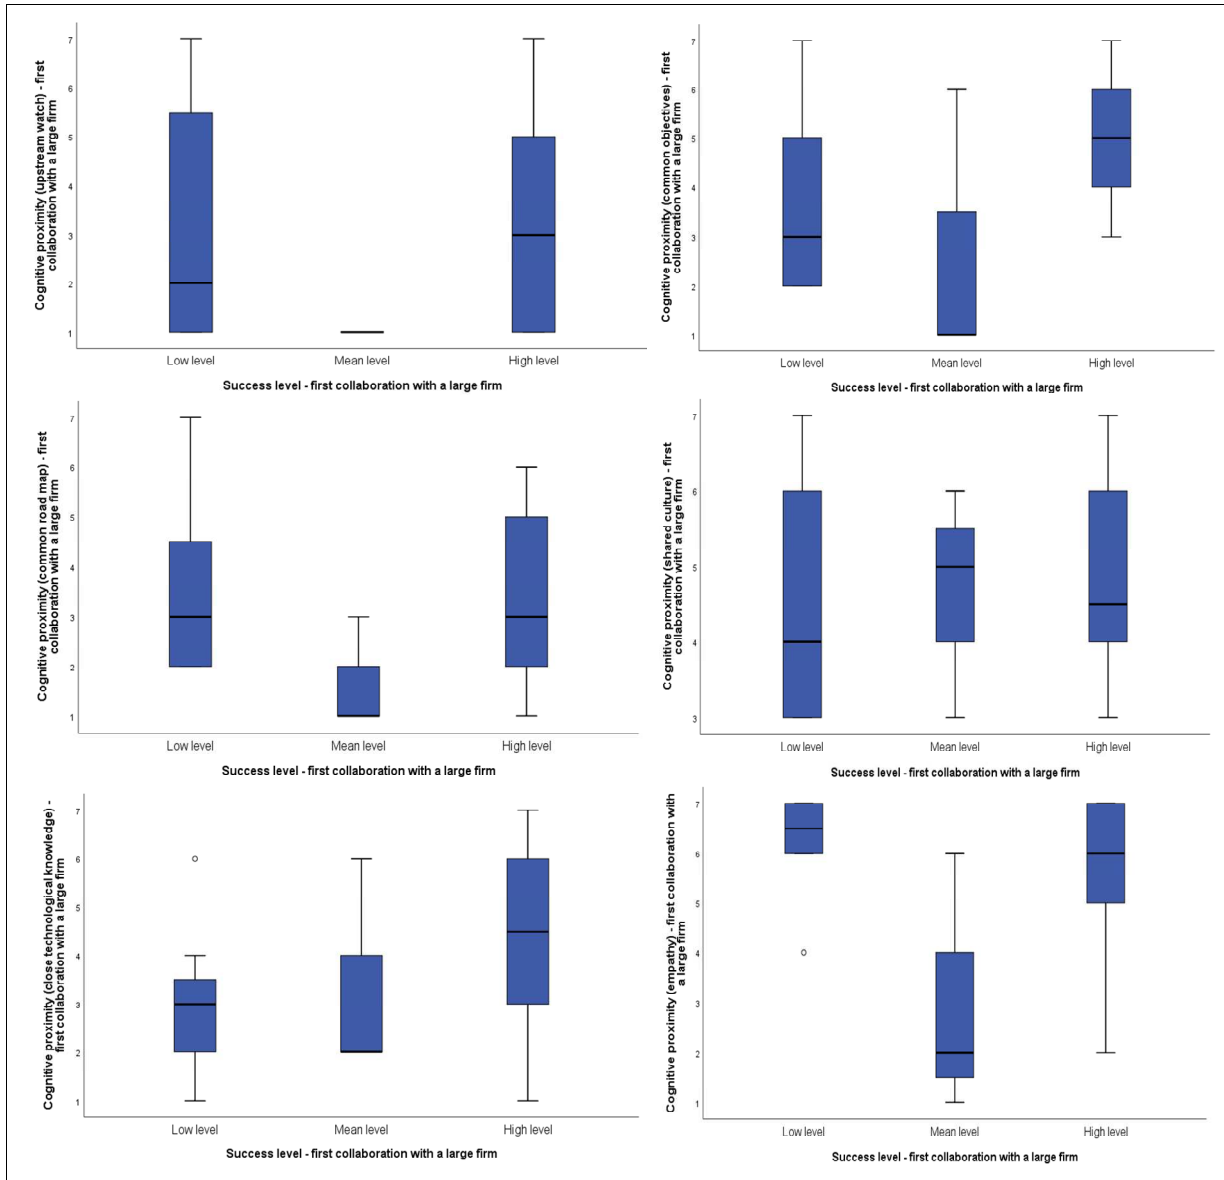 Cognitive proximity (upstream watch) - first
collaboration with a large firm
7
6
5
4
3
2
1
Low level
Mean level
High level
Success level - first collaboration with a large firm
Cognitive proximity (common objectives) - first
collaboration with a large firm
7
6
5
4
3
2
1
Low level
Mean level
High level
Success level - first collaboration with a large firm
Cognitive proximity (common road map) - first
collaboration with a large firm
7
6
5
4
3
2
1
Low level
Mean level
High level
Success level - first collaboration with a large firm
Cognitive proximity (shared culture) - first
collaboration with a large firm
7
6
5
4
3
Low level
Mean level
High level
Success level - first collaboration with a large firm
Cognitive proximity (close technological knowledge) -
first collaboration with a large firm
7
6
5
4
3
2
1
Low level
Mean level
High level
Success level - first collaboration with a large firm
Cognitive proximity (empathy) - first collaboration with
a large firm
7
6
5
4
3
2
1
Low level
Mean level
High level
Success level - first collaboration with a large firm